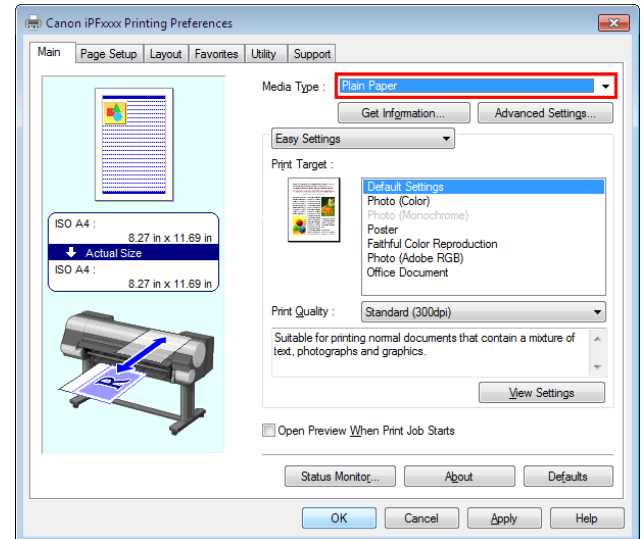 Canon iPFxxxx Printing Preferences
Main Page Setup Layout Favorites Utility Support
Media Type : Plain Paper
Get Information... Advanced Settings...
Easy Settings
Print Target :
Default Settings
Photo (Color)
Photo (Monochrome)
Poster
Faithful Color Reproduction
Photo (Adobe RGB)
Office Document
ISO A4 :
8.27 in x 11.69 in
Actual Size
ISO A4 :
8.27 in x 11.69 in
R
Print Quality : Standard (300dpi)
Suitable for printing normal documents that contain a mixture of
text, photographs and graphics.
View Settings
Open Preview When Print Job Starts
Status Monitor... About Defaults
OK Cancel Apply Help